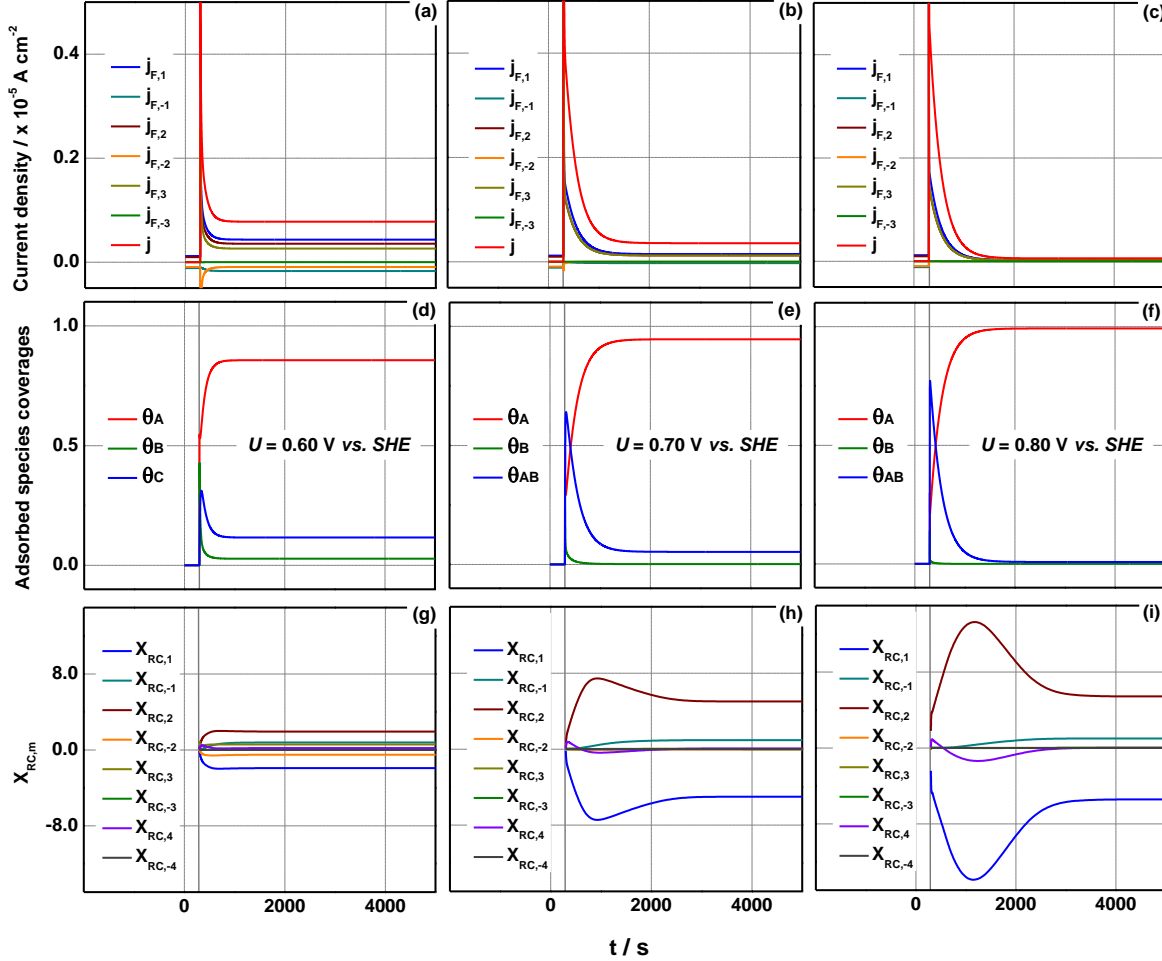 (a)
(b)
(c)
Current density / x 10⁻⁵ A cm⁻²
0.4
0.2
0.0
j_F,1
j_F,-1
j_F,2
j_F,-2
j_F,3
j_F,-3
j
j_F,1
j_F,-1
j_F,2
j_F,-2
j_F,3
j_F,-3
j
j_F,1
j_F,-1
j_F,2
j_F,-2
j_F,3
j_F,-3
j
(d)
(e)
(f)
Adsorbed species coverages
1.0
0.5
0.0
θA
θB
θC
U = 0.60 V vs. SHE
θA
θB
θAB
U = 0.70 V vs. SHE
θA
θB
θAB
U = 0.80 V vs. SHE
(g)
(h)
(i)
X_RC,m
8.0
0.0
-8.0
X_RC,1
X_RC,-1
X_RC,2
X_RC,-2
X_RC,3
X_RC,-3
X_RC,4
X_RC,-4
X_RC,1
X_RC,-1
X_RC,2
X_RC,-2
X_RC,3
X_RC,-3
X_RC,4
X_RC,-4
X_RC,1
X_RC,-1
X_RC,2
X_RC,-2
X_RC,3
X_RC,-3
X_RC,4
X_RC,-4
0 2000 4000
0 2000 4000
0 2000 4000
t / s